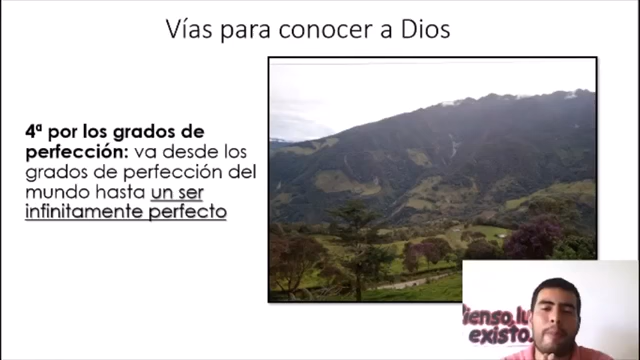 Vías para conocer a Dios
4ª por los grados de
perfección: va desde los
grados de perfección del
mundo hasta un ser
infinitamente perfecto
existo.